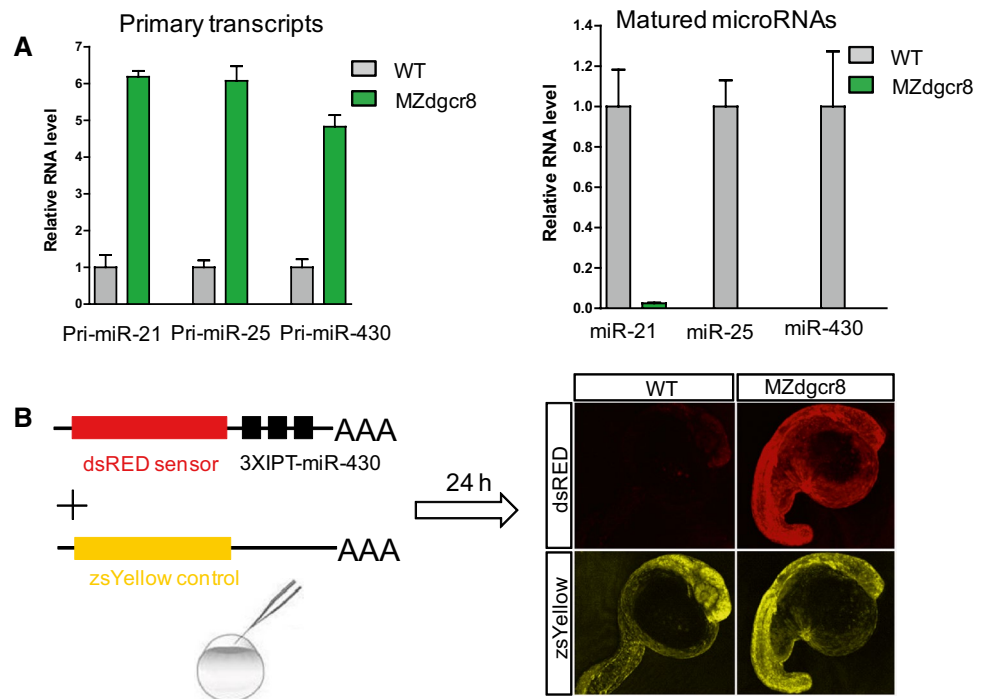 A
Primary transcripts
Relative RNA level
7
6
5
4
3
2
1
0
WT
MZdgcr8
Pri-miR-21 Pri-miR-25 Pri-miR-430
Matured microRNAs
Relative RNA level
1.4
1.2
1.0
0.8
0.6
0.4
0.2
0.0
WT
MZdgcr8
miR-21 miR-25 miR-430
B
AAA
dsRED sensor 3XIPT-miR-430
+
AAA
zsYellow control
24 h
WT MZdgcr8
dsRED
zsYellow